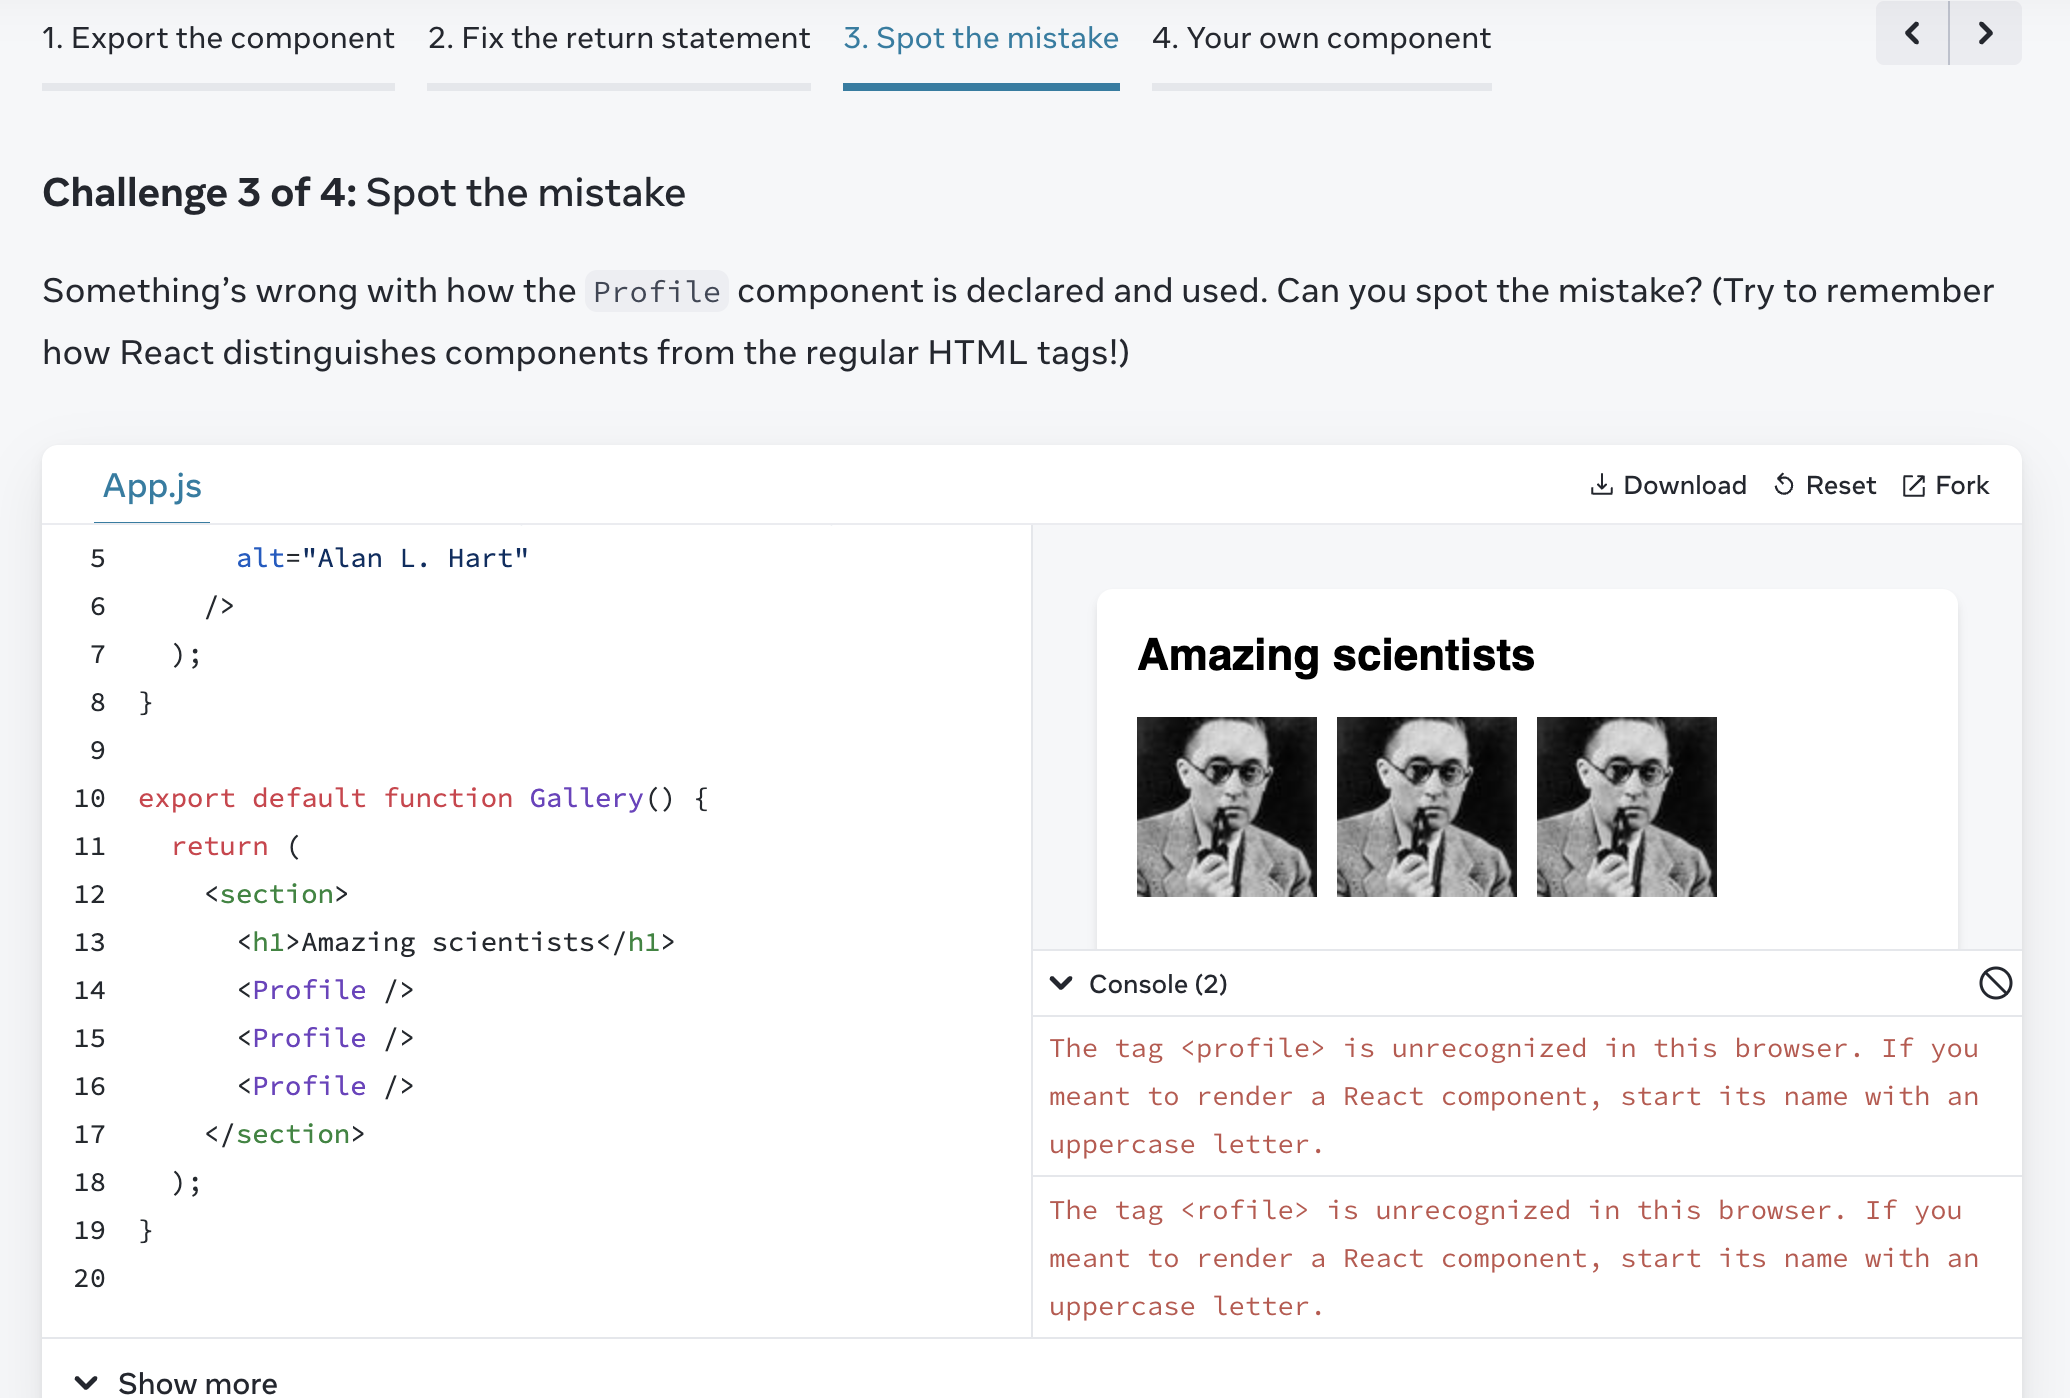 1. Export the component 2. Fix the return statement 3. Spot the mistake 4. Your own component
Challenge 3 of 4: Spot the mistake
Something’s wrong with how the Profile component is declared and used. Can you spot the mistake? (Try to remember
how React distinguishes components from the regular HTML tags!)
App.js
Download Reset Fork
5 alt="Alan L. Hart"
6 />
7 );
8 }
9
10 export default function Gallery() {
11 return (
12 <section>
13 <h1>Amazing scientists</h1>
14 <Profile />
15 <Profile />
16 <Profile />
17 </section>
18 );
19 }
20
Amazing scientists
Console (2)
The tag <profile> is unrecognized in this browser. If you
meant to render a React component, start its name with an
uppercase letter.
The tag <rofile> is unrecognized in this browser. If you
meant to render a React component, start its name with an
uppercase letter.
Show more